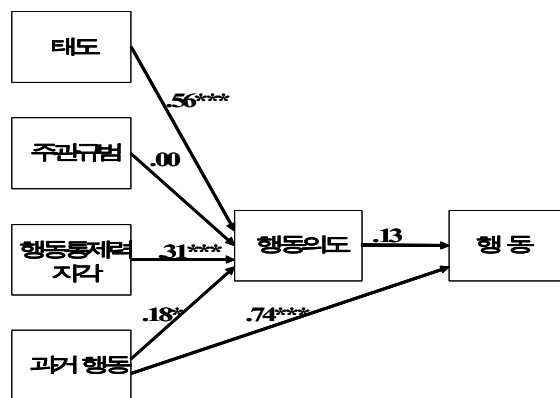 태도
.56***
주관규범
.00
행동통제력
지각
.31***
행동의도
.13
행 동
.18*
.74***
과거 행동